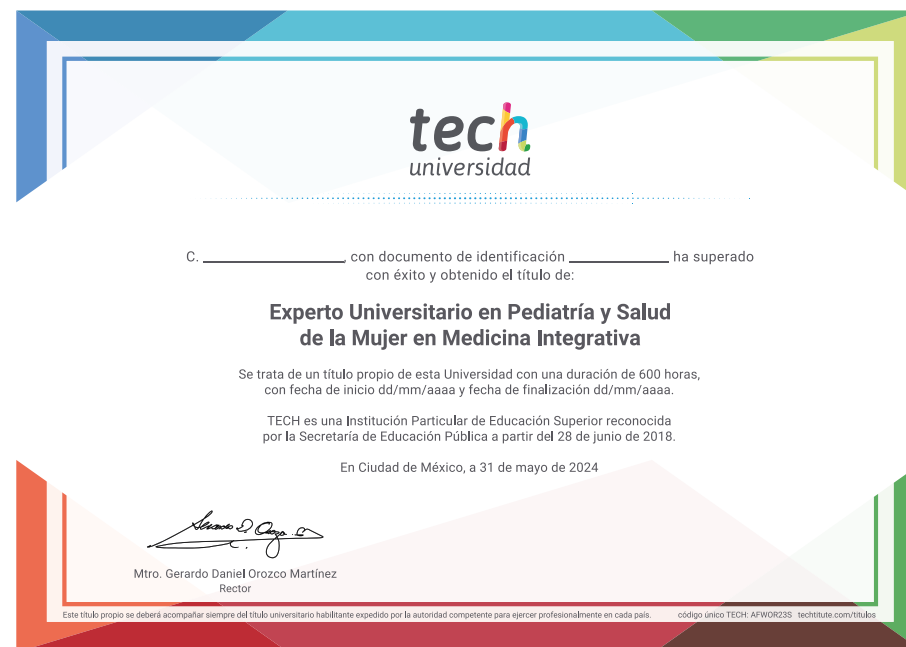 tech
universidad
C. ____________, con documento de identificación ____________ ha superado
con éxito y obtenido el título de:
Experto Universitario en Pediatría y Salud
de la Mujer en Medicina Integrativa
Se trata de un título propio de esta Universidad con una duración de 600 horas,
con fecha de inicio dd/mm/aaaa y fecha de finalización dd/mm/aaaa.
TECH es una Institución Particular de Educación Superior reconocida
por la Secretaría de Educación Pública a partir del 28 de junio de 2018.
En Ciudad de México, a 31 de mayo de 2024
Mtro. Gerardo Daniel Orozco Martínez
Rector
Este título propio se deberá acompañar siempre del título universitario habilitante expedido por la autoridad competente para ejercer profesionalmente en cada país. código único TECH: AFWOR23S techtitute.com/titulos